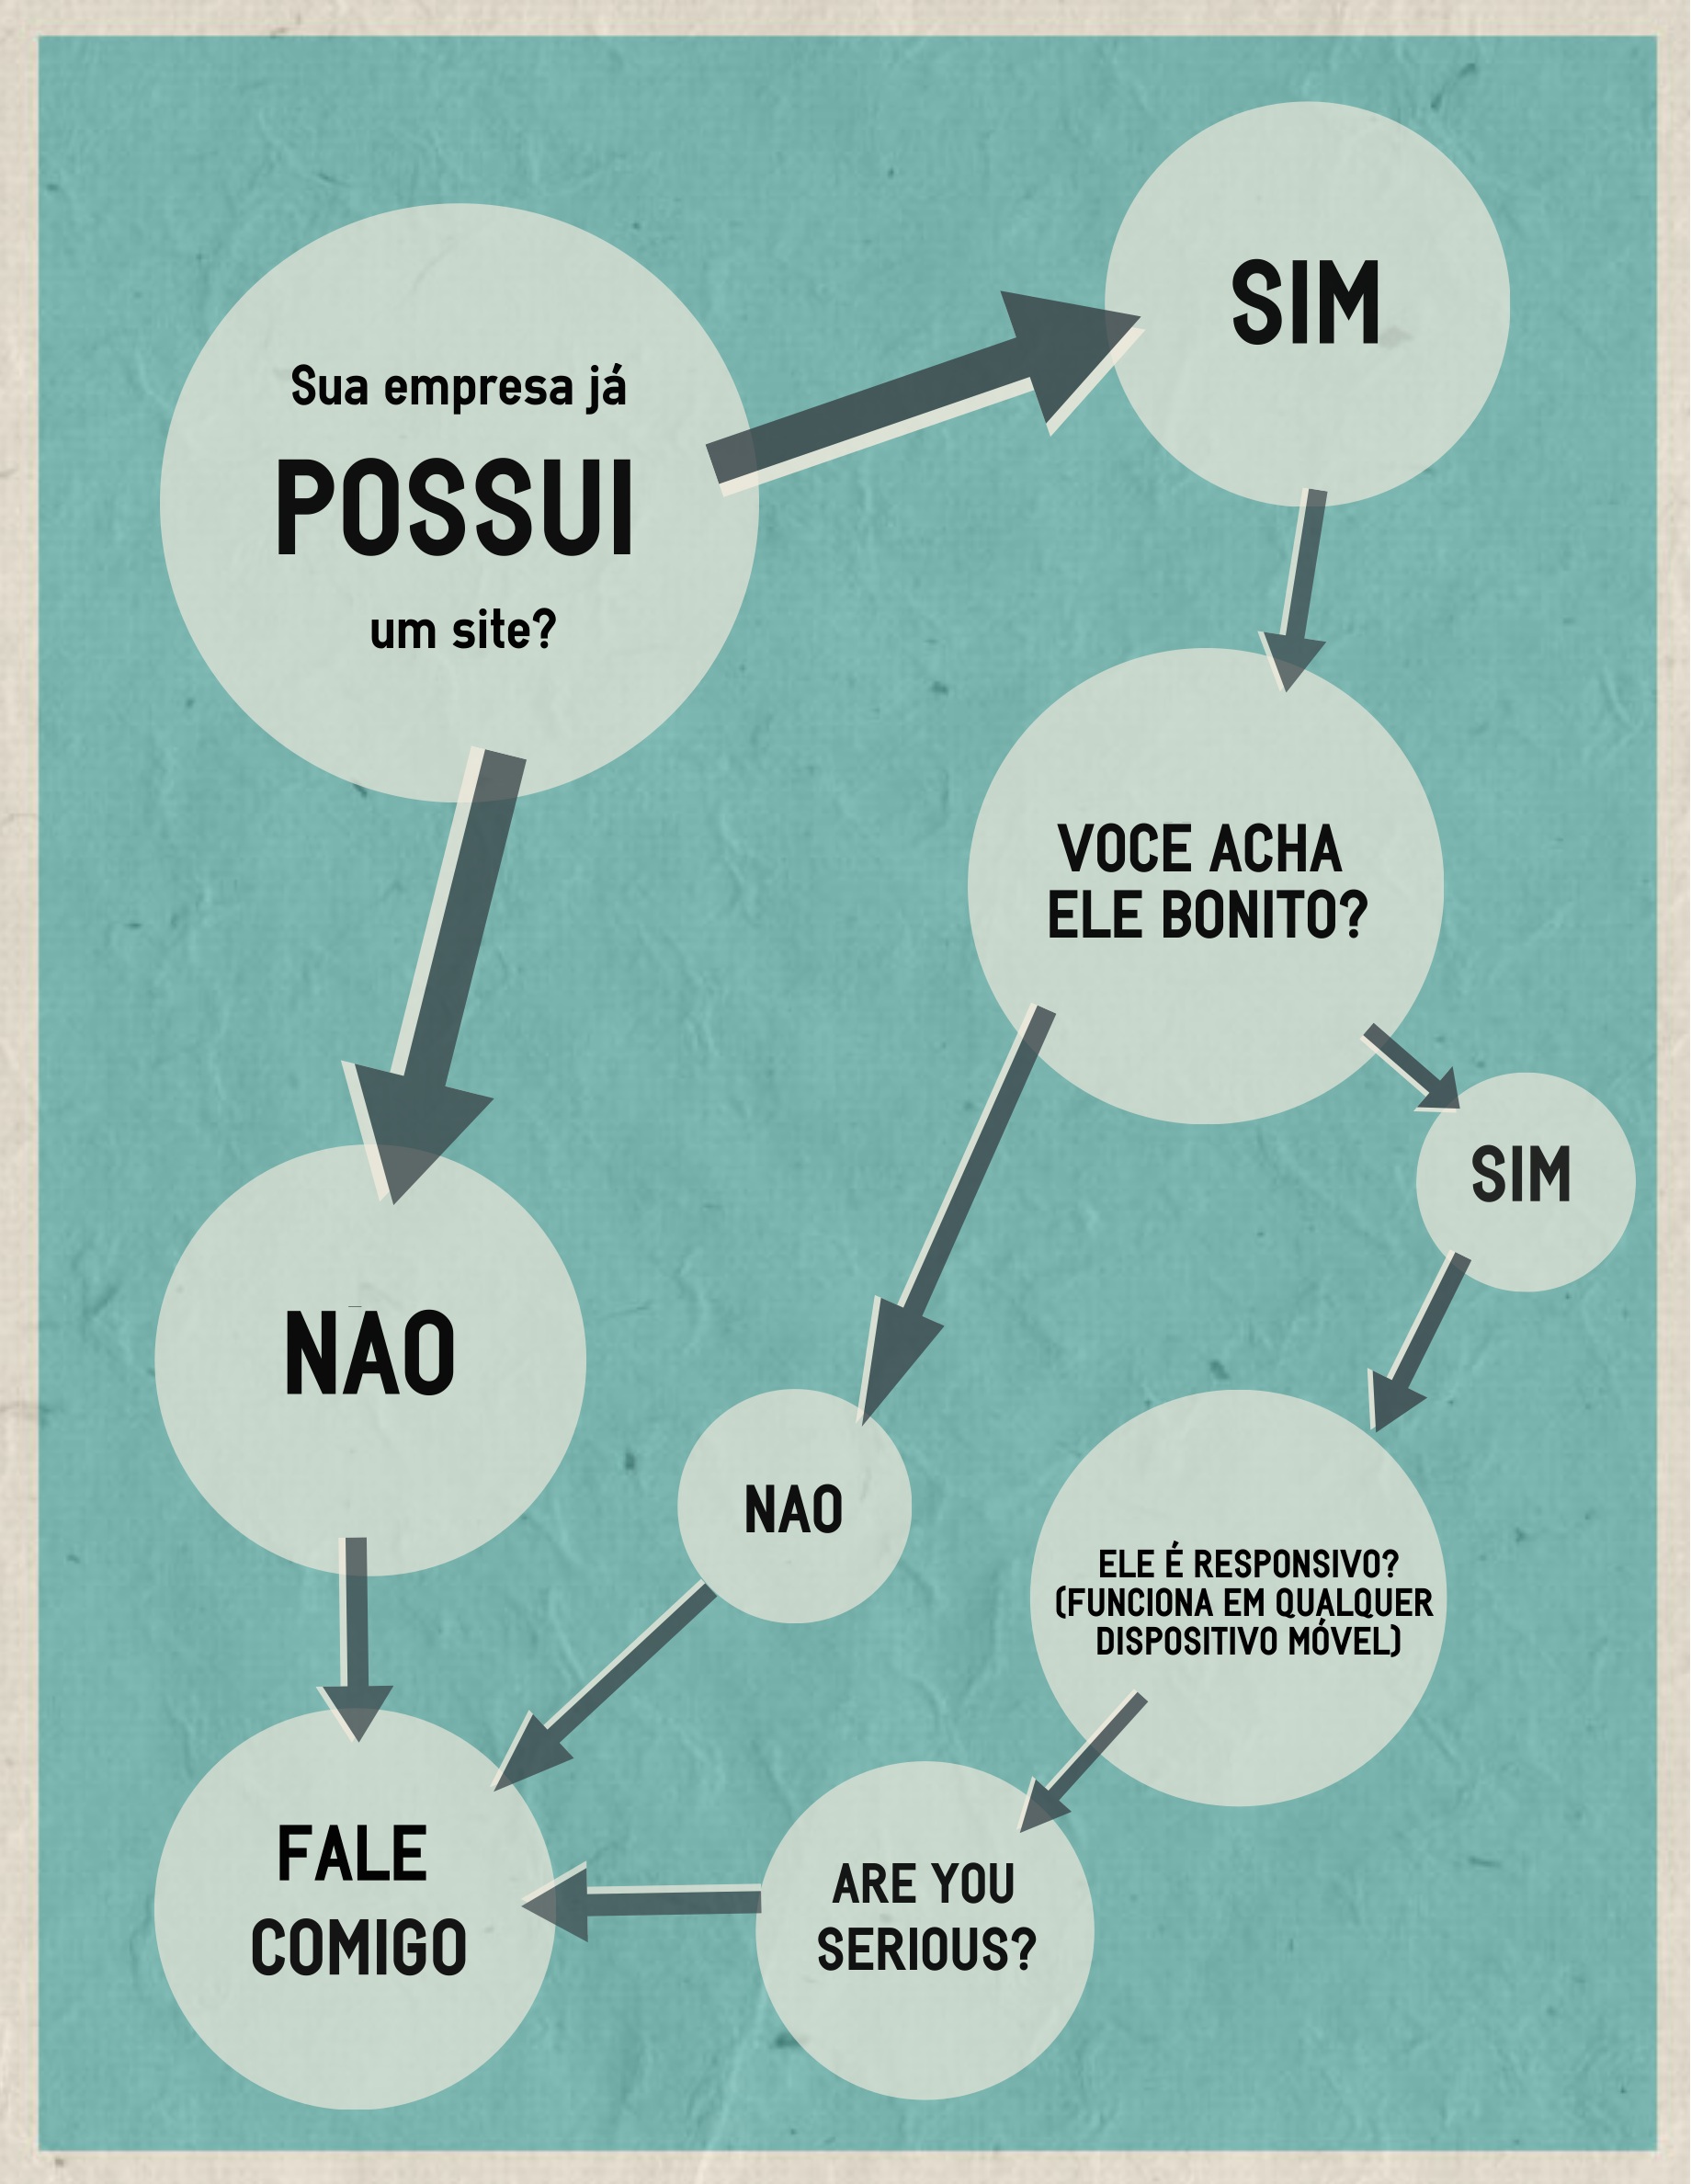 Sua empresa já
POSSUI
um site?
SIM
VOCE ACHA
ELE BONITO?
SIM
NAO
NAO
ELE É RESPONSIVO?
(FUNCIONA EM QUALQUER
DISPOSITIVO MÓVEL)
ARE YOU
SERIOUS?
FALE
COMIGO